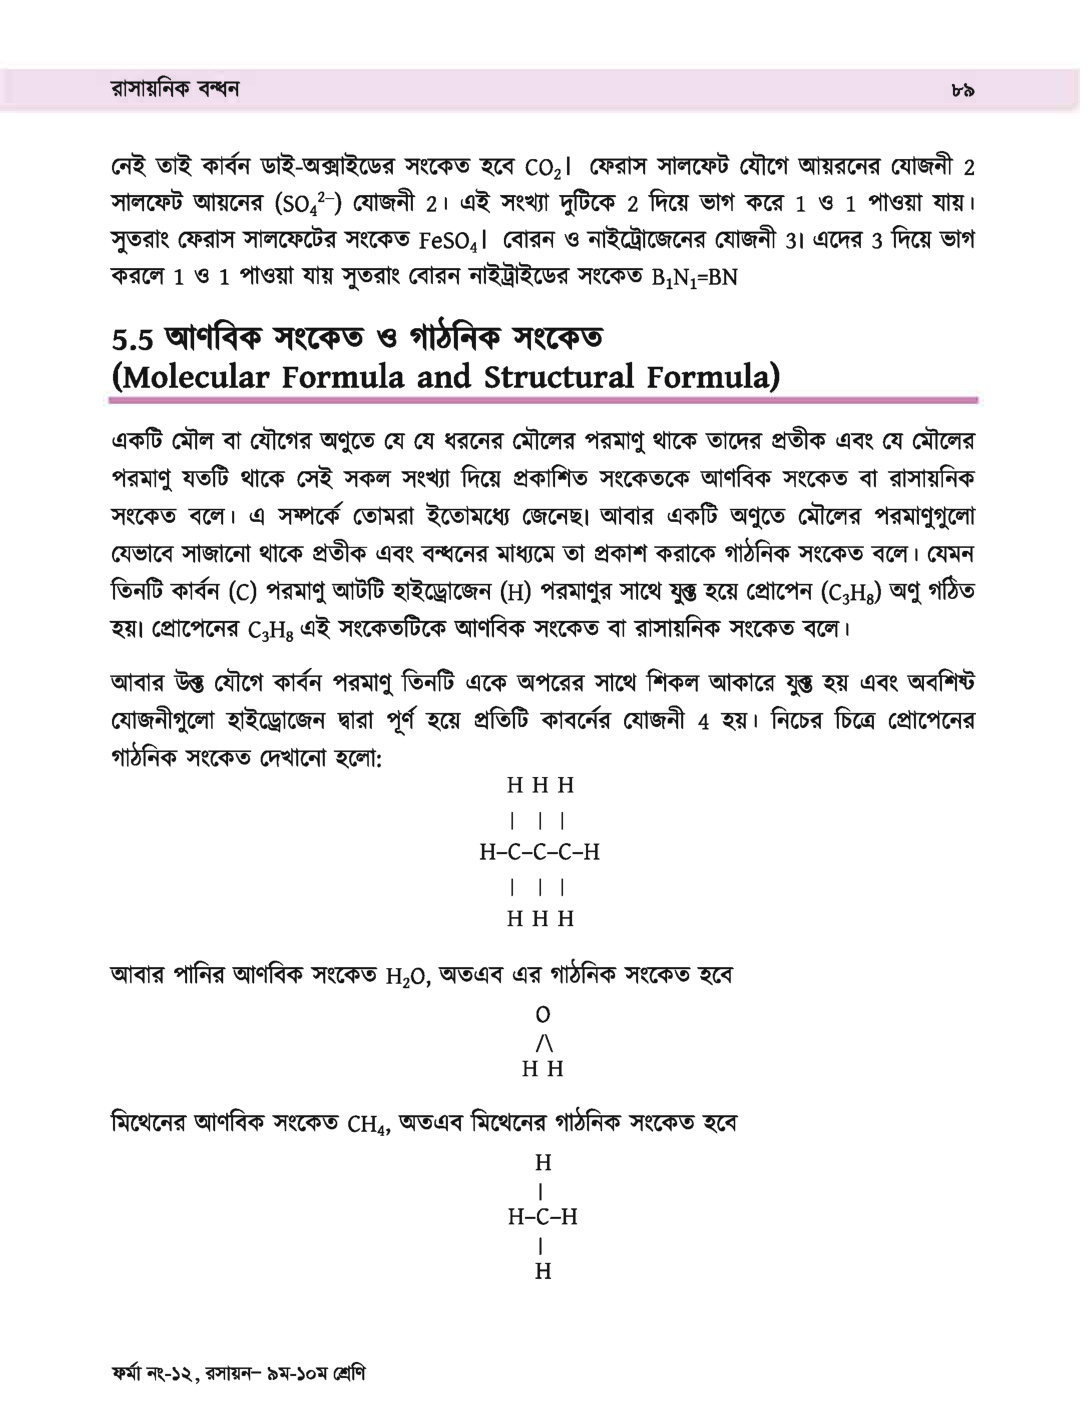 রাসায়নিক বন্ধন ৮৯
নেই তাই কার্বন ডাই-অক্সাইডের সংকেত হবে CO₂। ফেরাস সালফেট যৌগে আয়রনের যোজনী 2
সালফেট আয়নের (SO₄²⁻) যোজনী 2। এই সংখ্যা দুটিকে 2 দিয়ে ভাগ করে 1 ও 1 পাওয়া যায়।
সুতরাং ফেরাস সালফেটের সংকেত FeSO₄। বোরন ও নাইট্রোজেনের যোজনী 3। এদের 3 দিয়ে ভাগ
করলে 1 ও 1 পাওয়া যায় সুতরাং বোরন নাইট্রাইডের সংকেত B₁N₁=BN
5.5 আণবিক সংকেত ও গাঠনিক সংকেত
(Molecular Formula and Structural Formula)
একটি মৌল বা যৌগের অণুতে যে যে ধরনের মৌলের পরমাণু থাকে তাদের প্রতীক এবং যে মৌলের
পরমাণু যতটি থাকে সেই সকল সংখ্যা দিয়ে প্রকাশিত সংকেতকে আণবিক সংকেত বা রাসায়নিক
সংকেত বলে। এ সম্পর্কে তোমরা ইতোমধ্যে জেনেছ। আবার একটি অণুতে মৌলের পরমাণুগুলো
যেভাবে সাজানো থাকে প্রতীক এবং বন্ধনের মাধ্যমে তা প্রকাশ করাকে গাঠনিক সংকেত বলে। যেমন
তিনটি কার্বন (C) পরমাণু আটটি হাইড্রোজেন (H) পরমাণুর সাথে যুক্ত হয়ে প্রোপেন (C₃H₈) অণু গঠিত
হয়। প্রোপেনের C₃H₈ এই সংকেতটিকে আণবিক সংকেত বা রাসায়নিক সংকেত বলে।
আবার উক্ত যৌগে কার্বন পরমাণু তিনটি একে অপরের সাথে শিকল আকারে যুক্ত হয় এবং অবশিষ্ট
যোজনীগুলো হাইড্রোজেন দ্বারা পূর্ণ হয়ে প্রতিটি কাবর্নের যোজনী 4 হয়। নিচের চিত্রে প্রোপেনের
গাঠনিক সংকেত দেখানো হলো:
H H H
| | |
H–C–C–C–H
| | |
H H H
আবার পানির আণবিক সংকেত H₂O, অতএব এর গাঠনিক সংকেত হবে
O
/\
H H
মিথেনের আণবিক সংকেত CH₄, অতএব মিথেনের গাঠনিক সংকেত হবে
H
|
H–C–H
|
H
ফর্মা নং-১২, রসায়ন– ৯ম-১০ম শ্রেণি